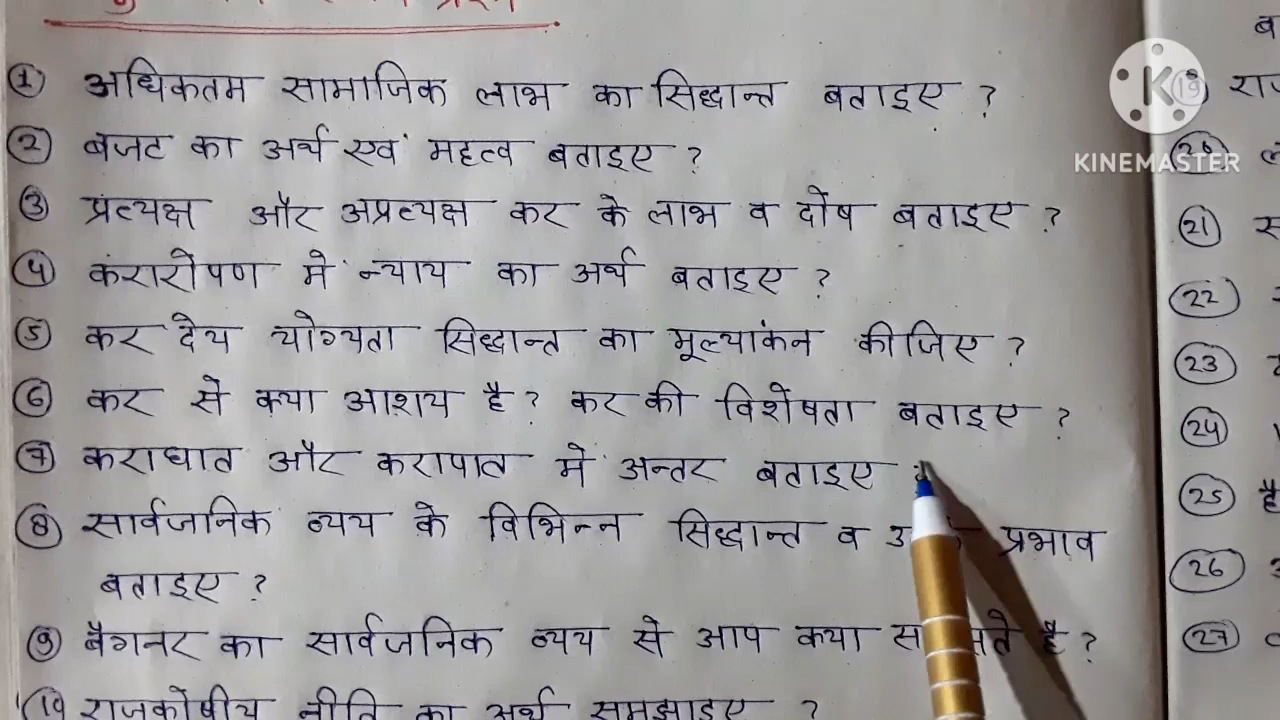 ① अधिकतम सामाजिक लाभ का सिद्धान्त बताइए ?
② बजट का अर्थ एवं महत्व बताइए ?
③ प्रत्यक्ष और अप्रत्यक्ष कर के लाभ व दोष बताइए ?
④ करारोपण मे न्याय का अर्थ बताइए ?
⑤ कर देय योग्यता सिद्धान्त का मूल्यांकन कीजिए ?
⑥ कर से क्या आशय है ? कर की विशेषता बताइए ?
⑦ कराघात और करापात में अन्तर बताइए
⑧ सार्वजनिक व्यय के विभिन्न सिद्धान्त व प्रभाव
बताइए ?
⑨ बैगनर का सार्वजनिक व्यय से आप क्या है ?
⑩ राजकोषीय नीति का अर्थ समझाइए ?
KINEMASTER
㉑
㉒
㉓
㉔
㉕
㉖
㉗